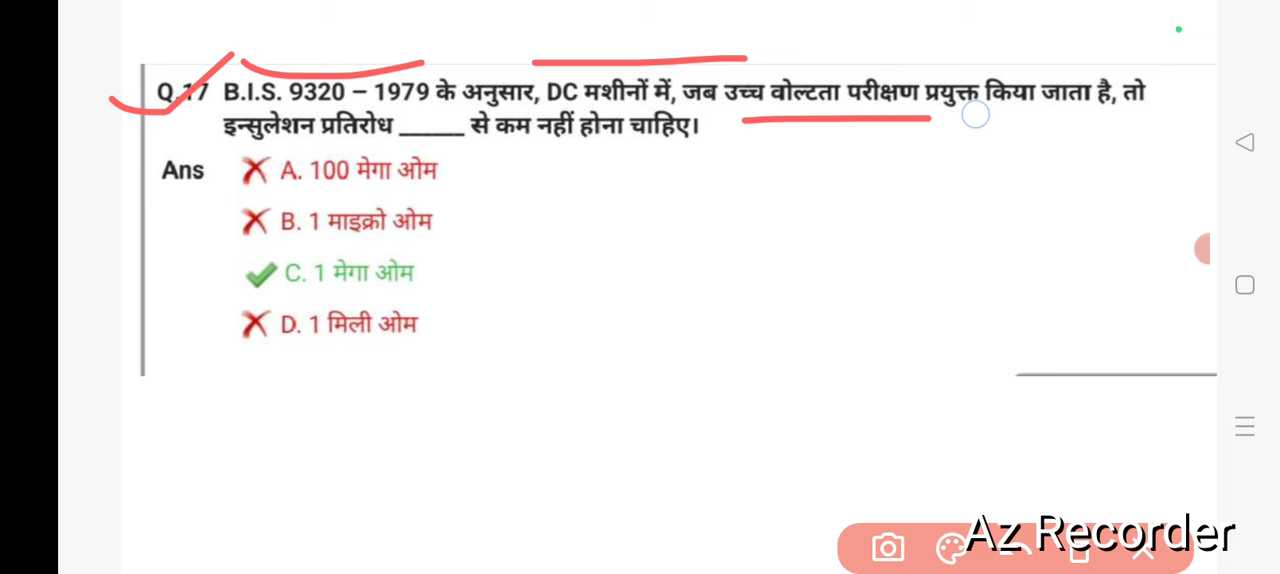 Q.17 B.I.S. 9320 – 1979 के अनुसार, DC मशीनों में, जब उच्च वोल्टता परीक्षण प्रयुक्त किया जाता है, तो
इन्सुलेशन प्रतिरोध ______ से कम नहीं होना चाहिए।
Ans A. 100 मेगा ओम
B. 1 माइक्रो ओम
C. 1 मेगा ओम
D. 1 मिली ओम
Az Recorder